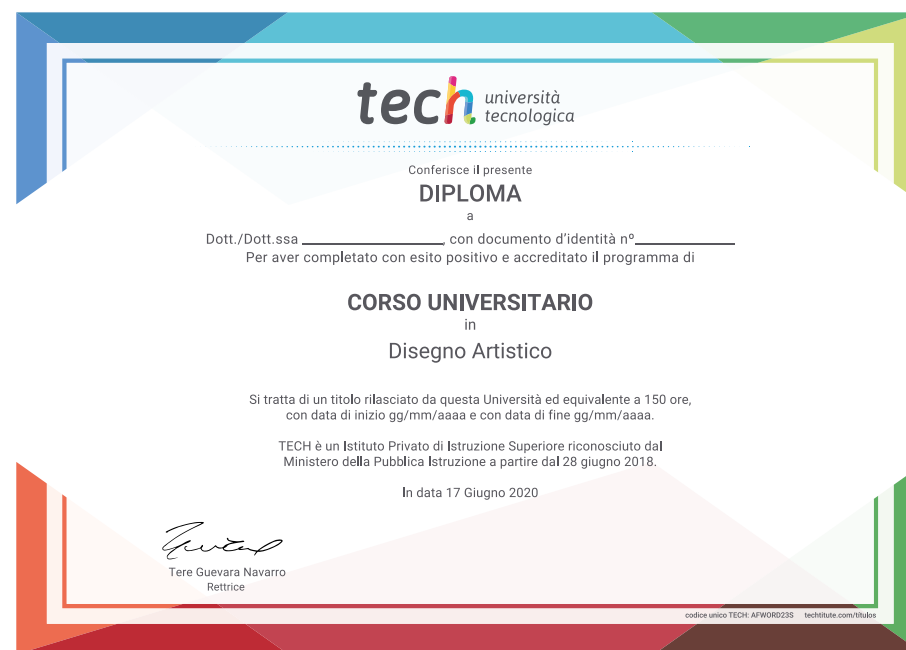 tech università
tecnologica
Conferisce il presente
DIPLOMA
a
Dott./Dott.ssa ____________________, con documento d'identità nº______________
Per aver completato con esito positivo e accreditato il programma di
CORSO UNIVERSITARIO
in
Disegno Artistico
Si tratta di un titolo rilasciato da questa Università ed equivalente a 150 ore,
con data di inizio gg/mm/aaaa e con data di fine gg/mm/aaaa.
TECH è un Istituto Privato di Istruzione Superiore riconosciuto dal
Ministero della Pubblica Istruzione a partire dal 28 giugno 2018.
In data 17 Giugno 2020
Tere Guevara Navarro
Rettrice
codice unico TECH: AFWORD23S techtitute.com/titulos